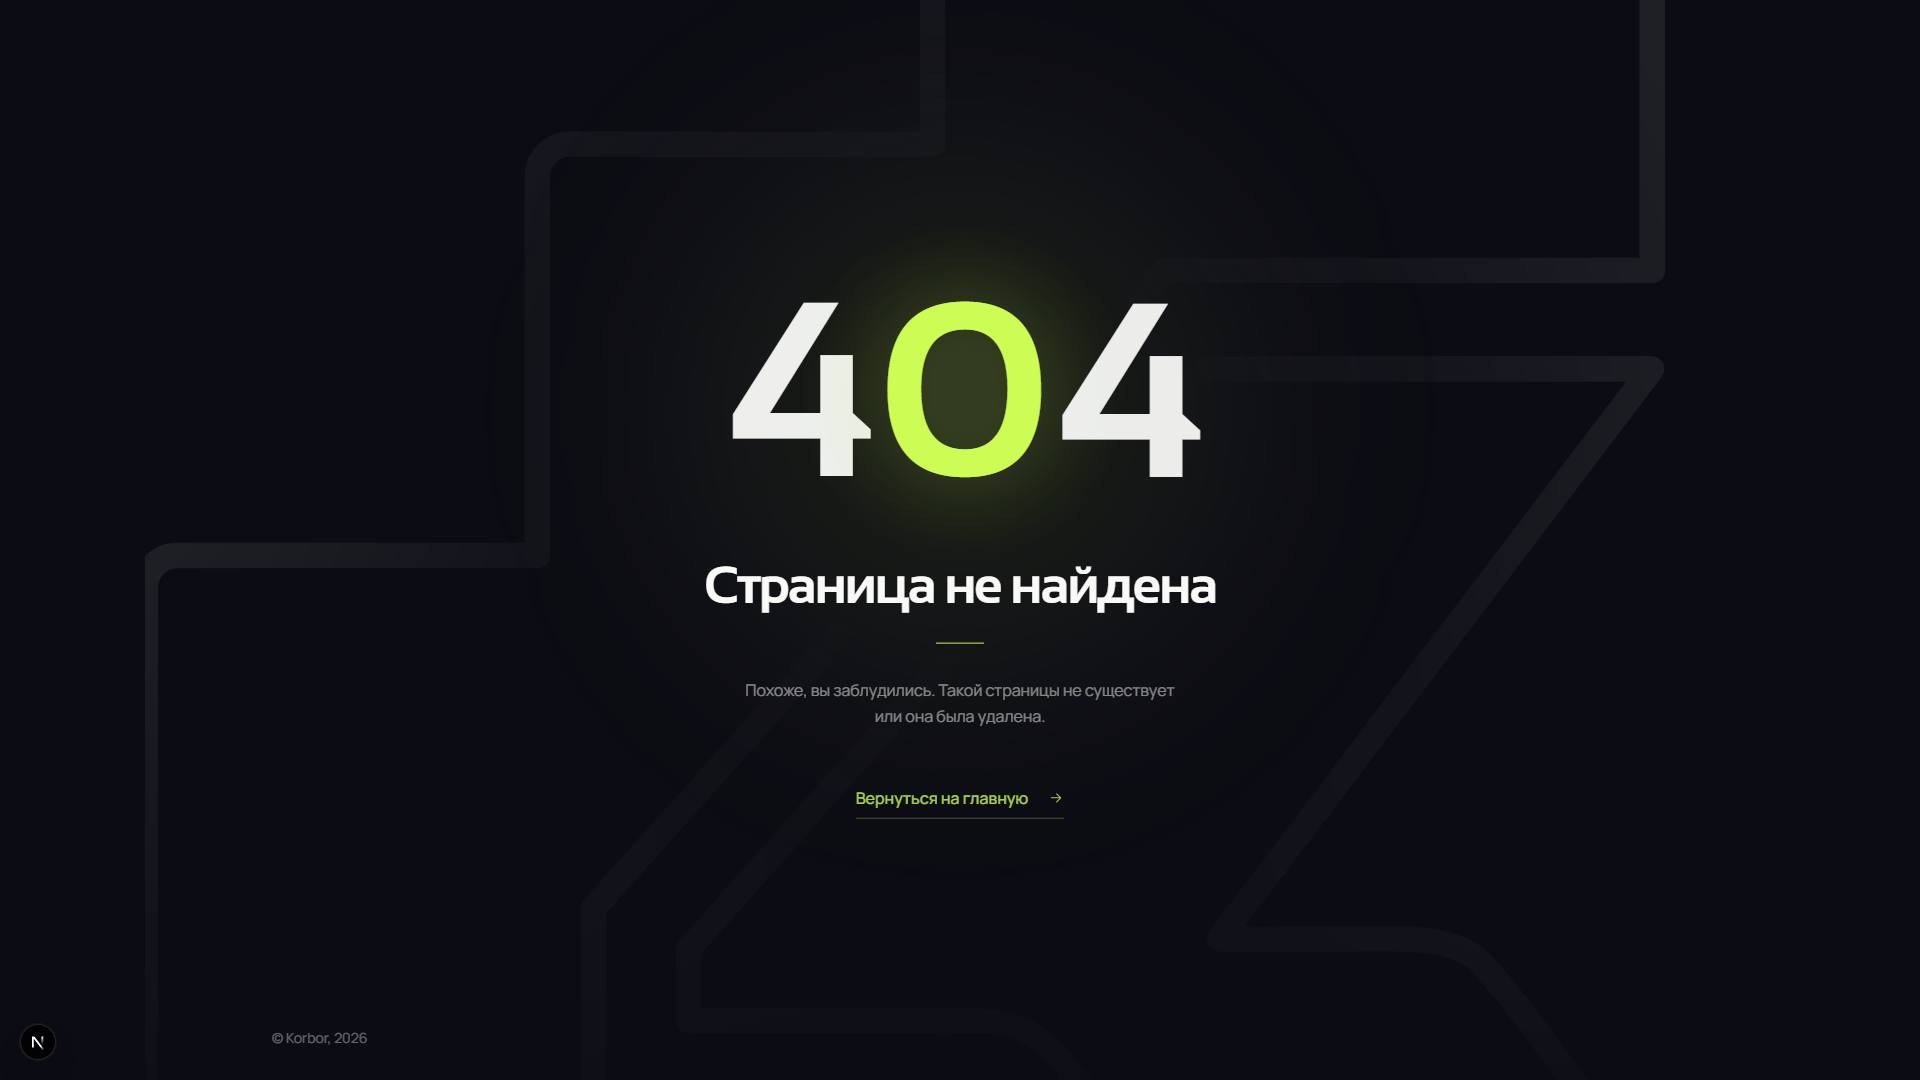 404
Страница не найдена
Похоже, вы заблудились. Такой страницы не существует
или она была удалена.
Вернуться на главную →
© Korbor, 2026
N